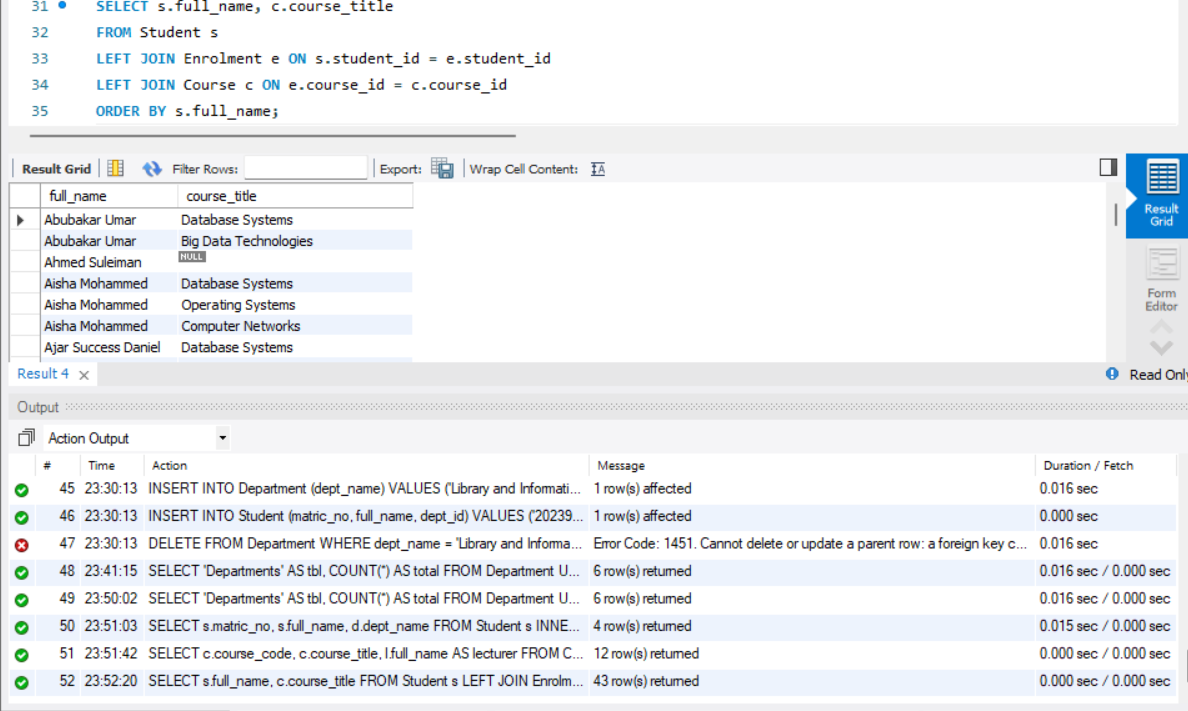 31 SELECT s.full_name, c.course_title
32 FROM Student s
33 LEFT JOIN Enrolment e ON s.student_id = e.student_id
34 LEFT JOIN Course c ON e.course_id = c.course_id
35 ORDER BY s.full_name;
Result Grid Filter Rows: Export: Wrap Cell Content: IA
full_name course_title
Abubakar Umar Database Systems
Abubakar Umar Big Data Technologies
Ahmed Suleiman NULL
Aisha Mohammed Database Systems
Aisha Mohammed Operating Systems
Aisha Mohammed Computer Networks
Ajar Success Daniel Database Systems
Result
Grid
Form
Editor
Result 4 Read Only
Output
Action Output
# Time Action Message Duration / Fetch
45 23:30:13 INSERT INTO Department (dept_name) VALUES ('Library and Informati... 1 row(s) affected 0.016 sec
46 23:30:13 INSERT INTO Student (matric_no, full_name, dept_id) VALUES ('20239... 1 row(s) affected 0.000 sec
47 23:30:13 DELETE FROM Department WHERE dept_name = 'Library and Informa... Error Code: 1451. Cannot delete or update a parent row: a foreign key c... 0.016 sec
48 23:41:15 SELECT 'Departments' AS tbl, COUNT(*) AS total FROM Department U... 6 row(s) returned 0.016 sec / 0.000 sec
49 23:50:02 SELECT 'Departments' AS tbl, COUNT(*) AS total FROM Department U... 6 row(s) returned 0.016 sec / 0.000 sec
50 23:51:03 SELECT s.matric_no, s.full_name, d.dept_name FROM Student s INNE... 4 row(s) returned 0.015 sec / 0.000 sec
51 23:51:42 SELECT c.course_code, c.course_title, l.full_name AS lecturer FROM C... 12 row(s) returned 0.000 sec / 0.000 sec
52 23:52:20 SELECT s.full_name, c.course_title FROM Student s LEFT JOIN Enrolm... 43 row(s) returned 0.000 sec / 0.000 sec